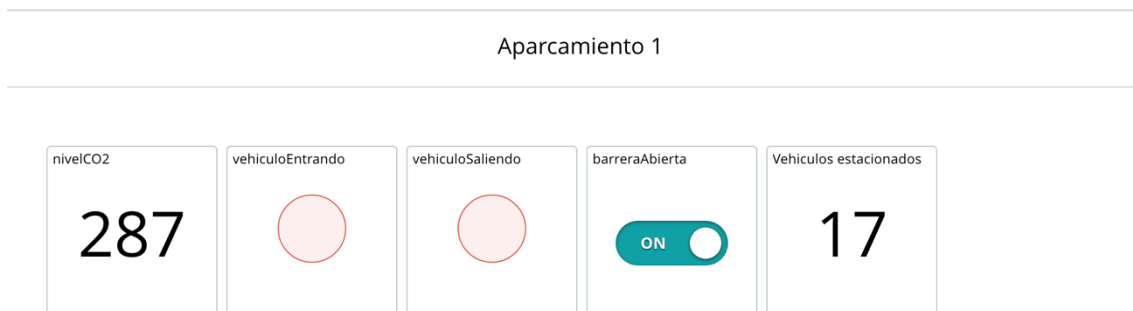 Aparcamiento 1
nivelCO2
vehiculoEntrando
vehiculoSaliendo
barreraAbierta
Vehiculos estacionados
287
ON
17